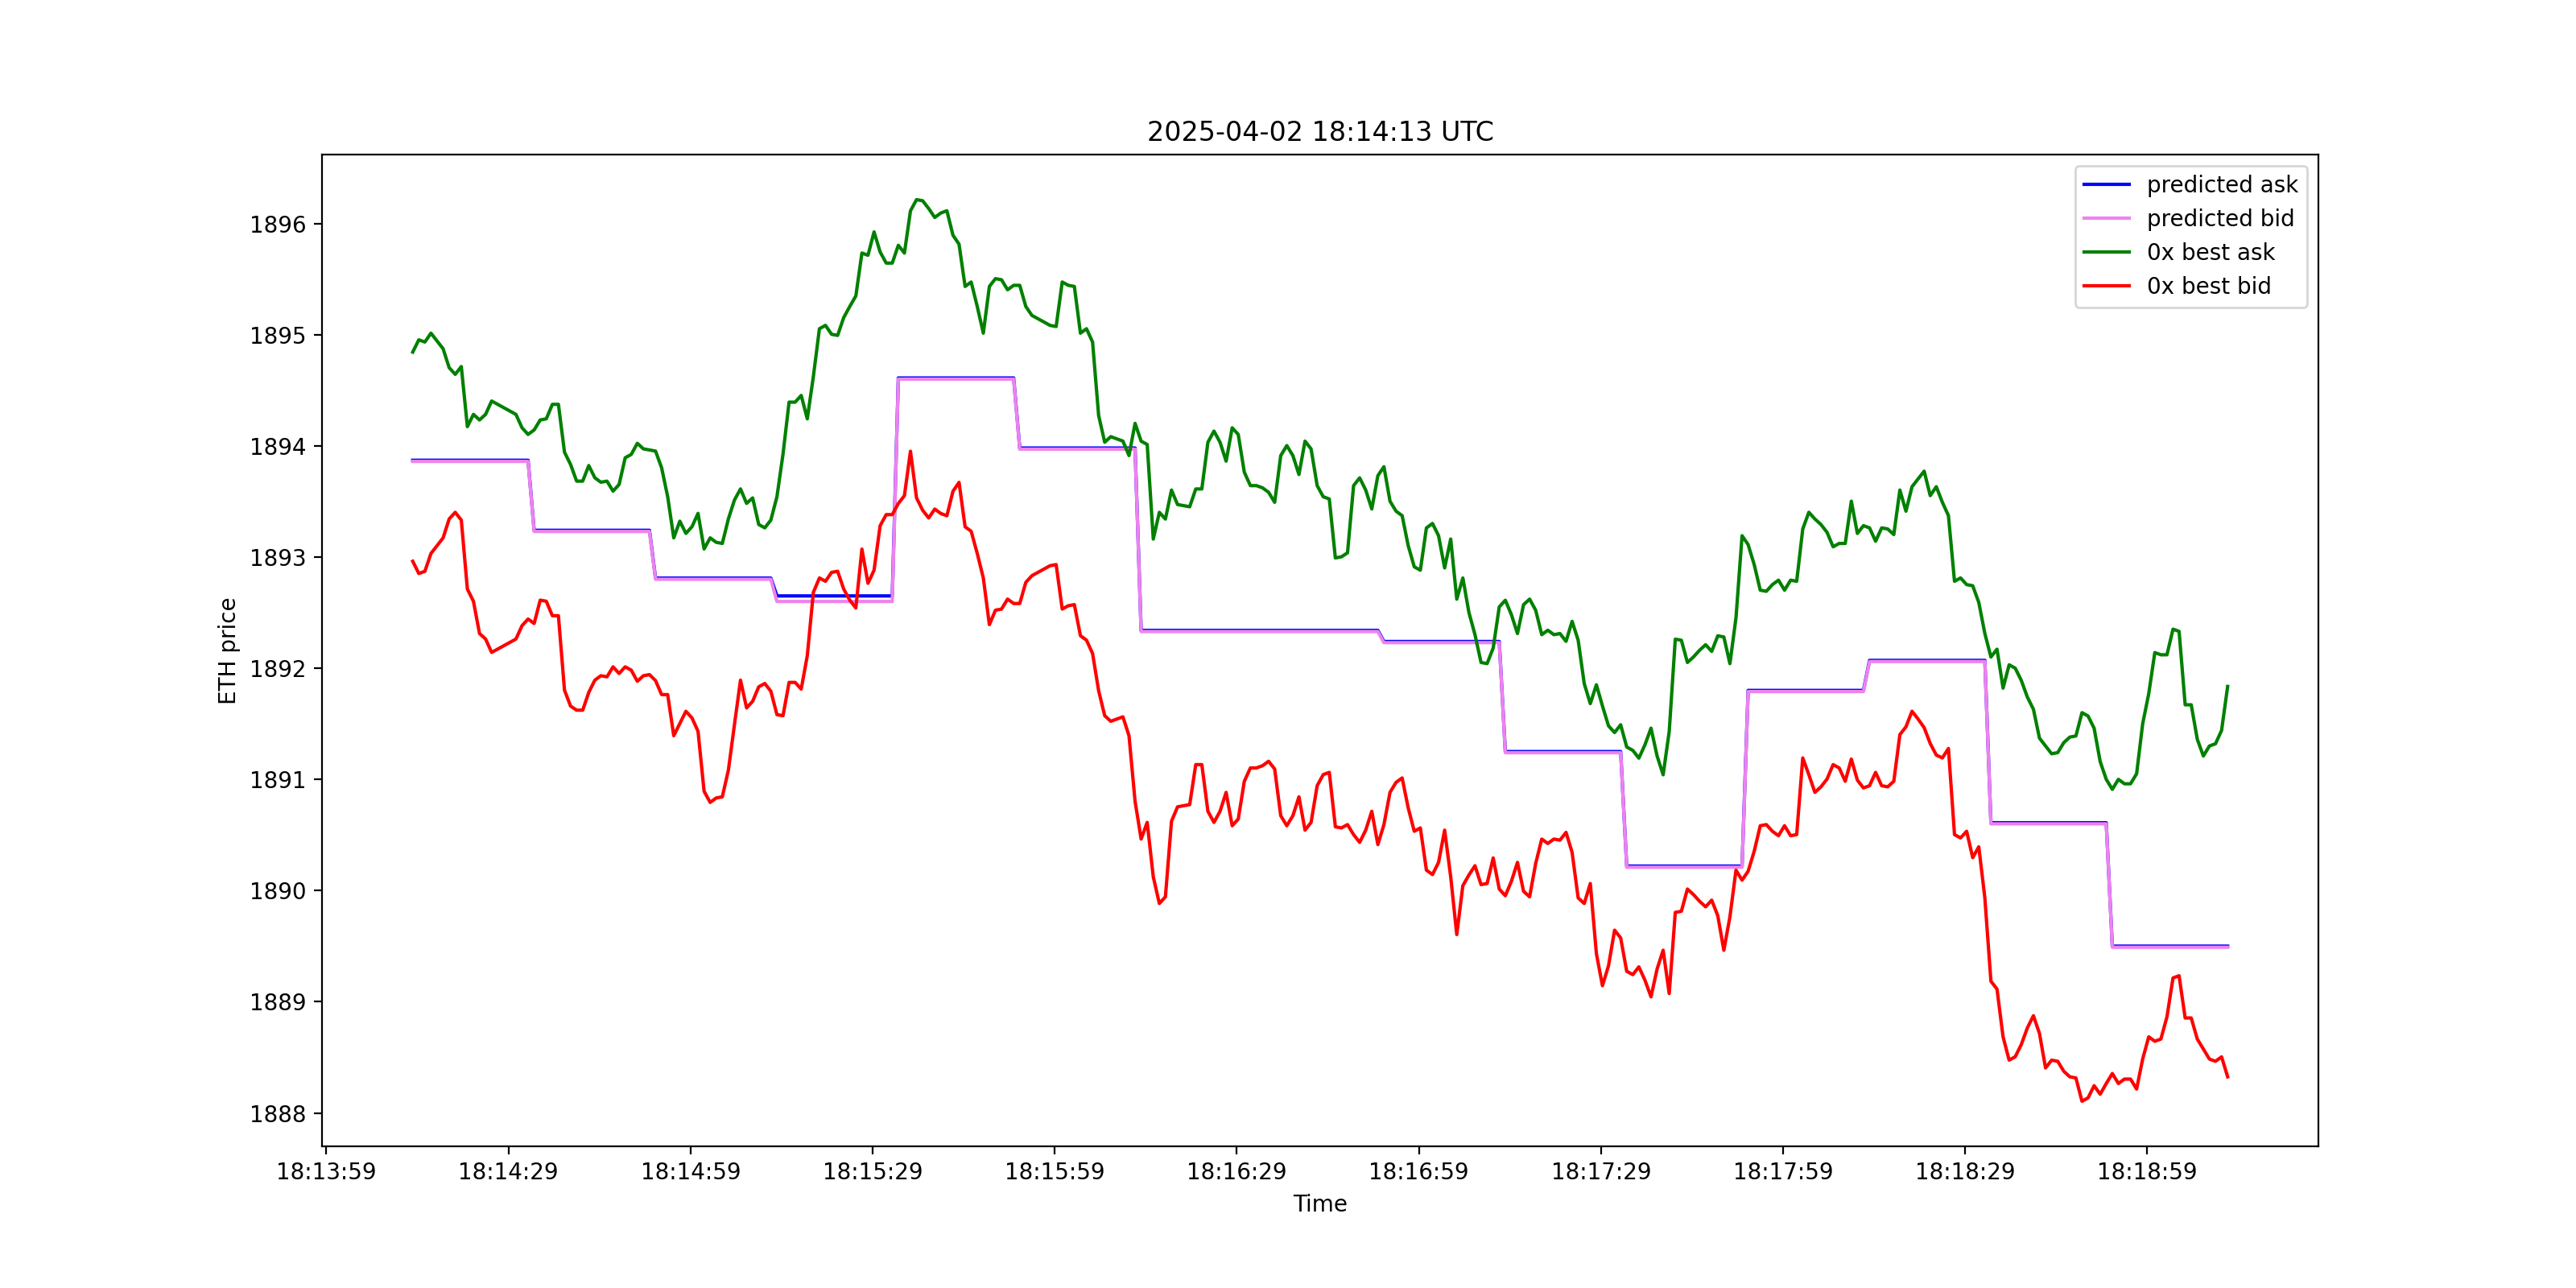 2025-04-02 18:14:13 UTC
predicted ask
predicted bid
0x best ask
0x best bid
1896
1895
1894
1893
1892
1891
1890
1889
1888
ETH price
18:13:59 18:14:29 18:14:59 18:15:29 18:15:59 18:16:29 18:16:59 18:17:29 18:17:59 18:18:29 18:18:59
Time